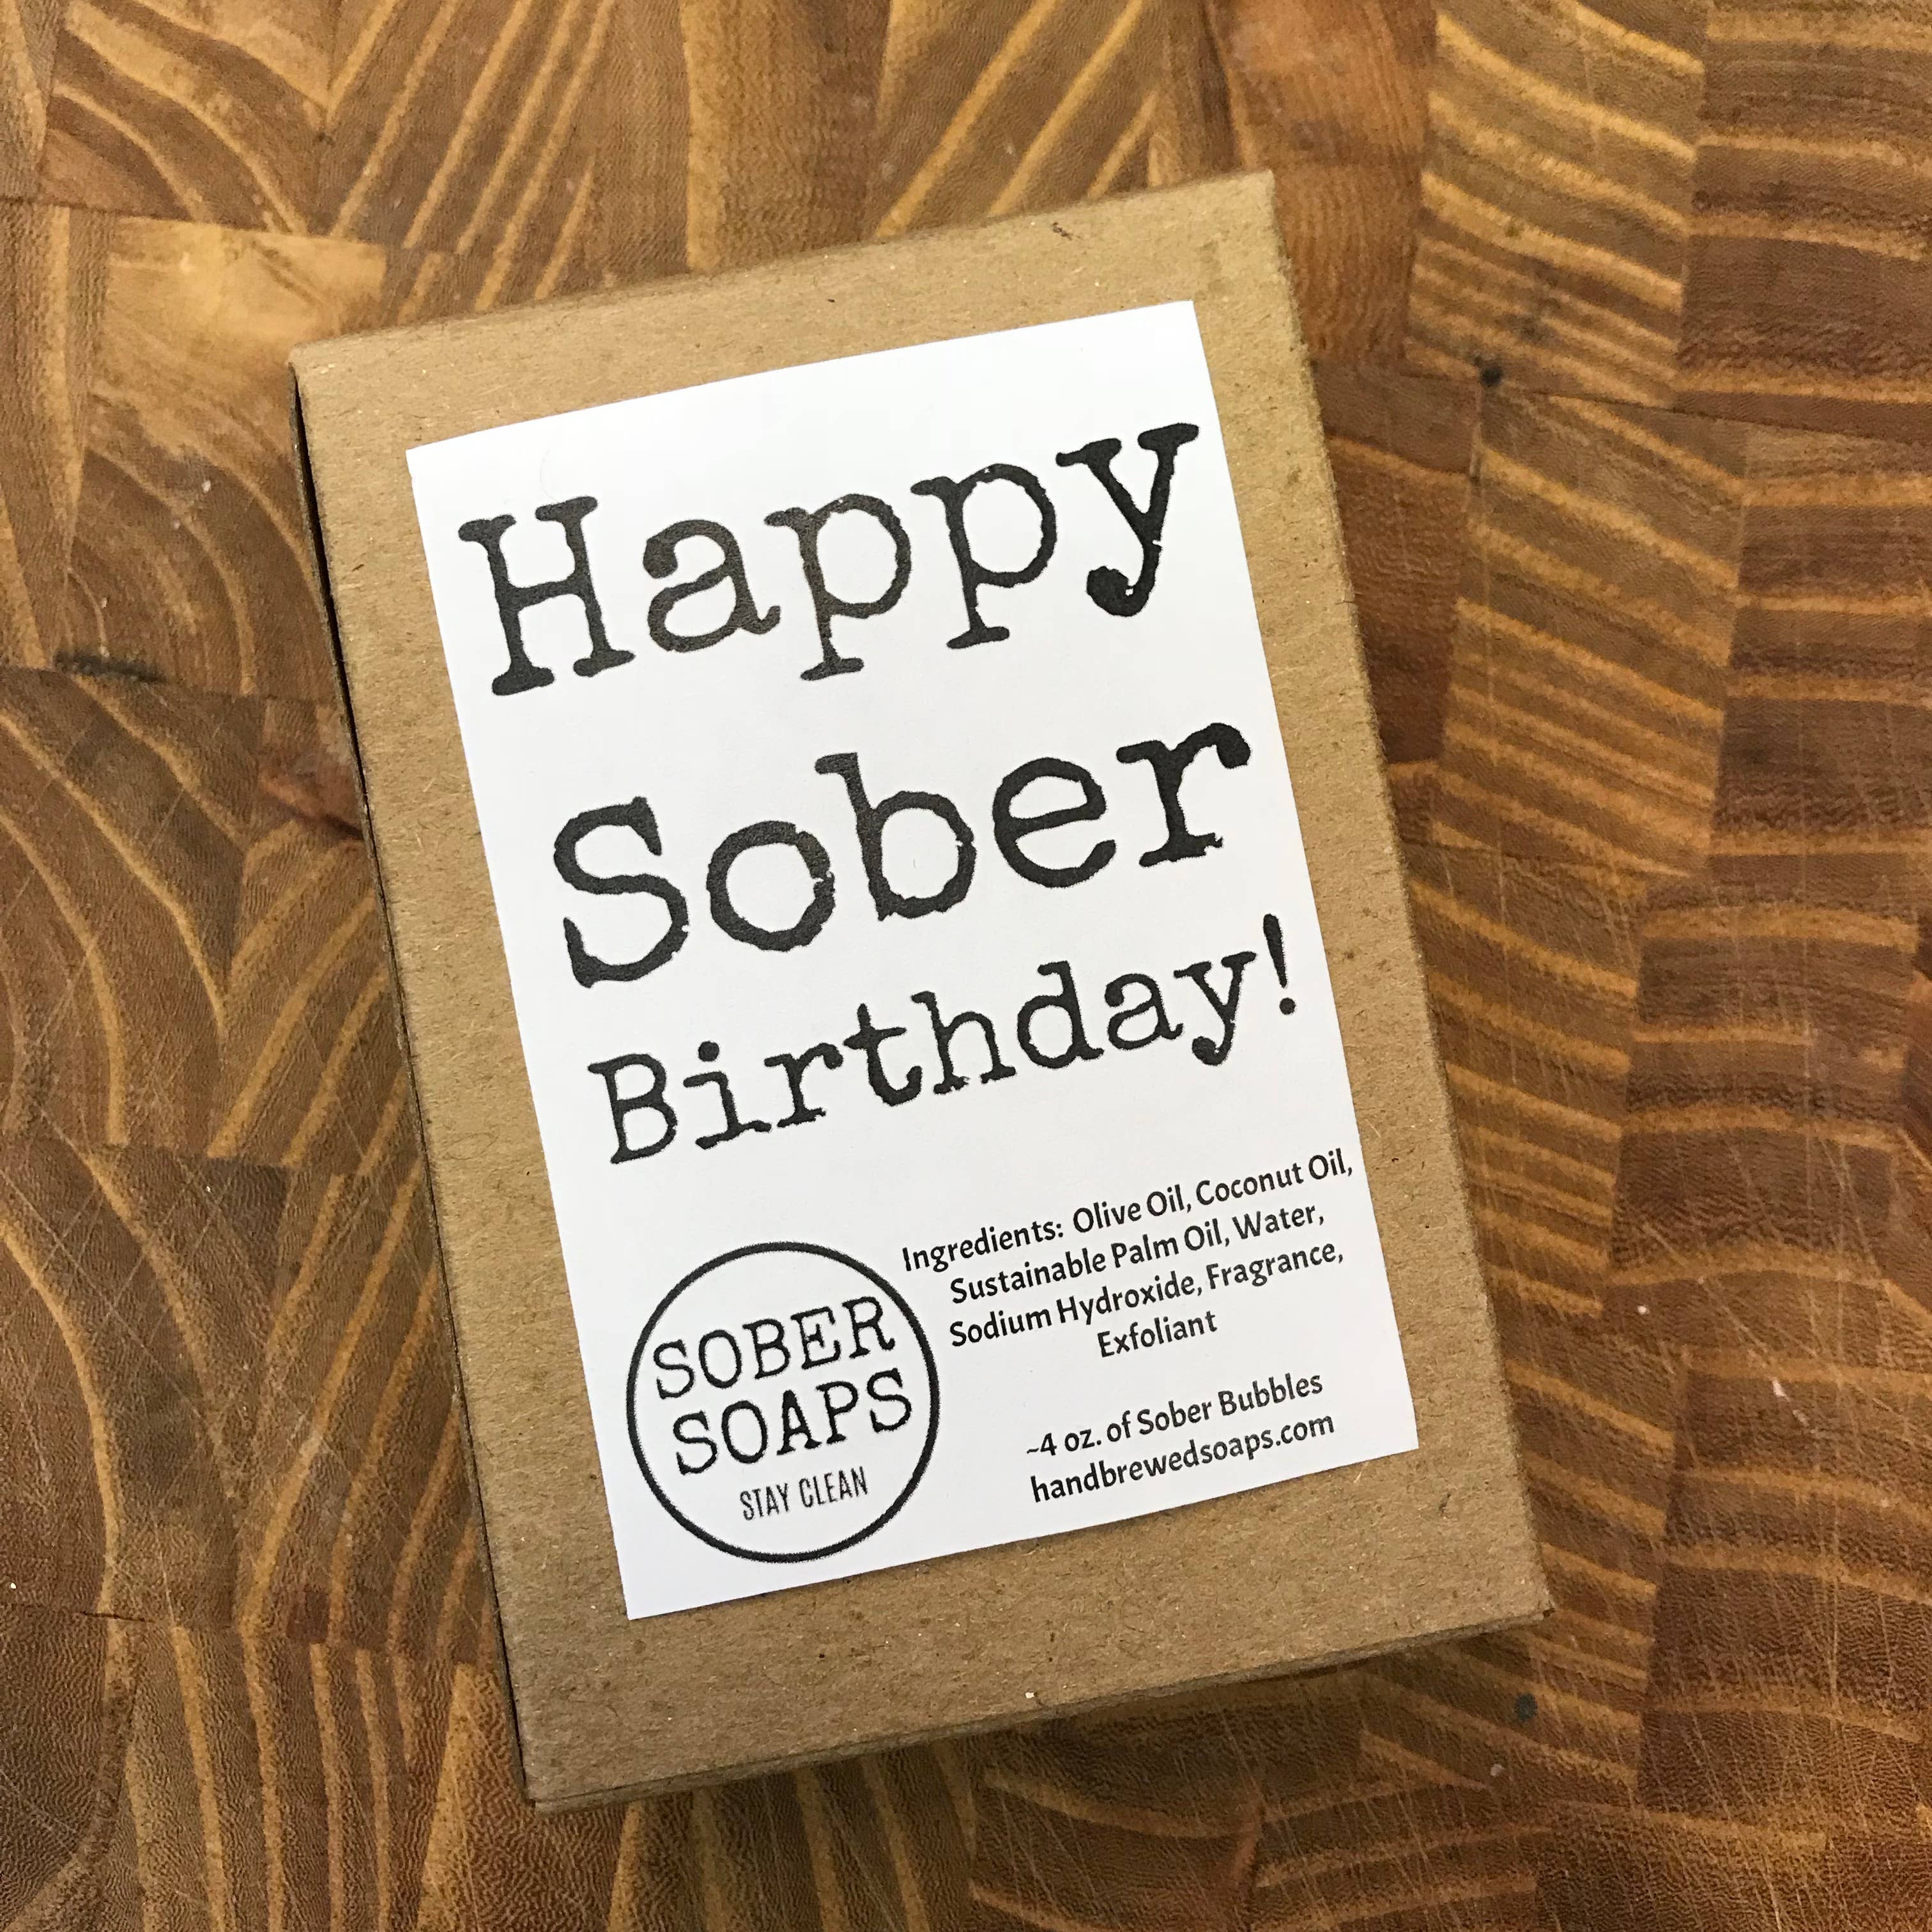 Happy
Sober
Birthday!
Ingredients: Olive Oil, Coconut Oil,
Sustainable Palm Oil, Water,
Sodium Hydroxide, Fragrance,
Exfoliant
~4 oz. of Sober Bubbles
handbrewedsoaps.com
SOBER
SOAPS
STAY CLEAN